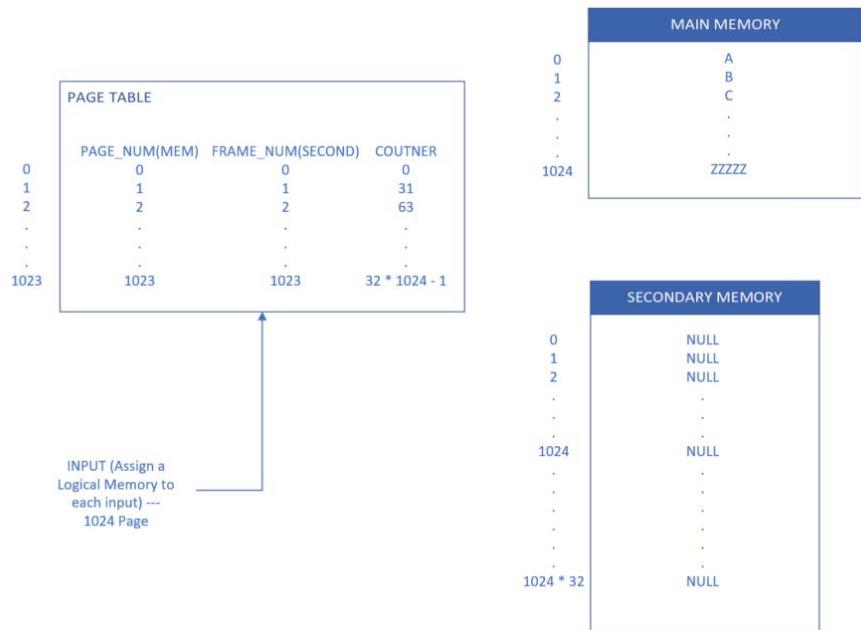 PAGE TABLE
PAGE_NUM(MEM) FRAME_NUM(SECOND) COUTNER
0 0 0 0
1 1 1 31
2 2 2 63
. . . .
. . . .
. . . .
1023 1023 1023 32 * 1024 - 1
INPUT (Assign a
Logical Memory to
each input) ---
1024 Page
MAIN MEMORY
0 A
1 B
2 C
. .
. .
. .
1024 ZZZZZ
SECONDARY MEMORY
0 NULL
1 NULL
2 NULL
. .
. .
. .
1024 NULL
. .
. .
. .
. .
. .
. .
1024 * 32 NULL